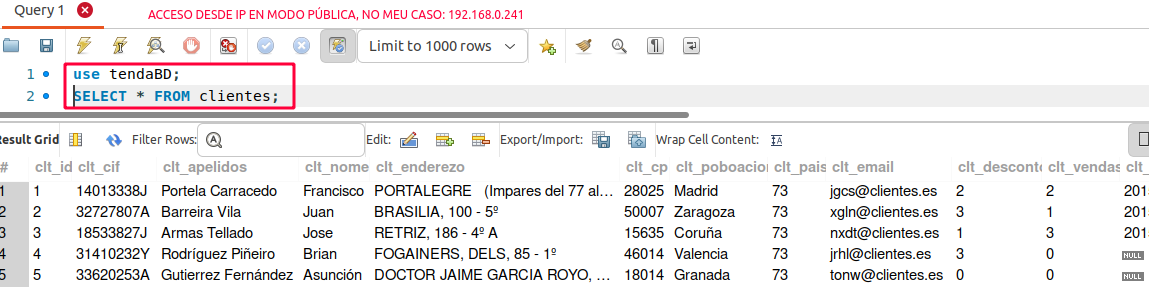 Query 1 ACCESO DESDE IP EN MODO PÚBLICA, NO MEU CASO: 192.168.0.241
Limit to 1000 rows
1 use tendaBD;
2 SELECT * FROM clientes;
Result Grid Filter Rows: Edit: Export/Import: Wrap Cell Content:
# clt_id clt_cif clt_apelidos clt_nome clt_enderezo clt_cp clt_poboacior clt_pais clt_email clt_desconto clt_vendas clt_
1 1 14013338J Portela Carracedo Francisco PORTALEGRE (Impares del 77 al... 28025 Madrid 73 jgcs@clientes.es 2 2 201
2 2 32727807A Barreira Vila Juan BRASILIA, 100 - 5º 50007 Zaragoza 73 xgln@clientes.es 3 1 201
3 3 18533827J Armas Tellado Jose RETRIZ, 186 - 4º A 15635 Coruña 73 nxdt@clientes.es 1 3 201
4 4 31410232Y Rodríguez Piñeiro Brian FOGAINERS, DELS, 85 - 1º 46014 Valencia 73 jrhl@clientes.es 3 0 NULL
5 5 33620253A Gutierrez Fernández Asunción DOCTOR JAIME GARCIA ROYO, ... 18014 Granada 73 tonw@clientes.es 0 0 NULL